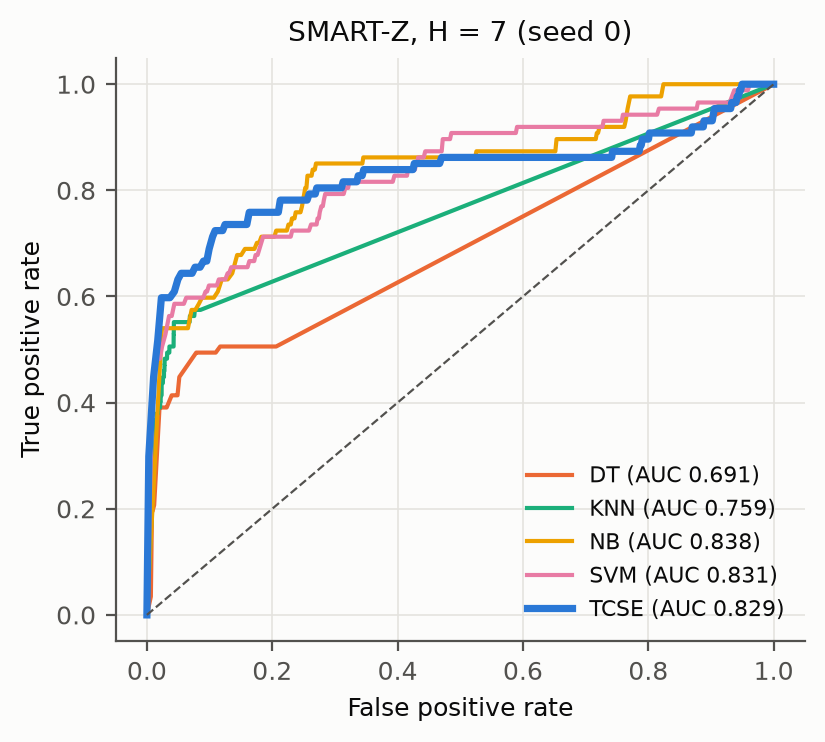 SMART-Z, H = 7 (seed 0)
True positive rate
1.0
0.8
0.6
0.4
0.2
0.0
DT (AUC 0.691)
KNN (AUC 0.759)
NB (AUC 0.838)
SVM (AUC 0.831)
TCSE (AUC 0.829)
0.0 0.2 0.4 0.6 0.8 1.0
False positive rate